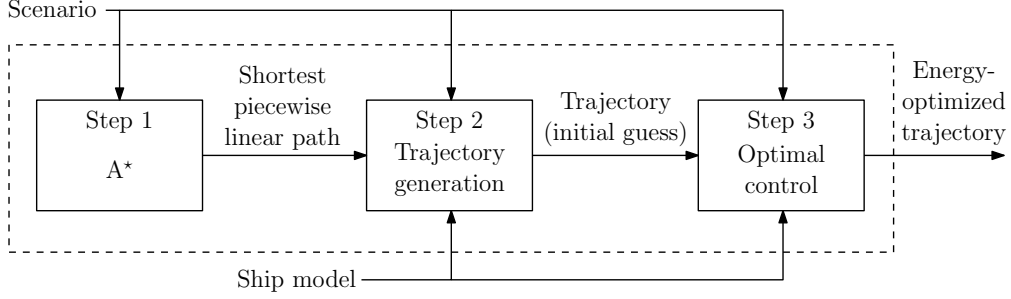 Scenario
Step 1
A⋆
Shortest
piecewise
linear path
Step 2
Trajectory
generation
Trajectory
(initial guess)
Step 3
Optimal
control
Energy-
optimized
trajectory
Ship model